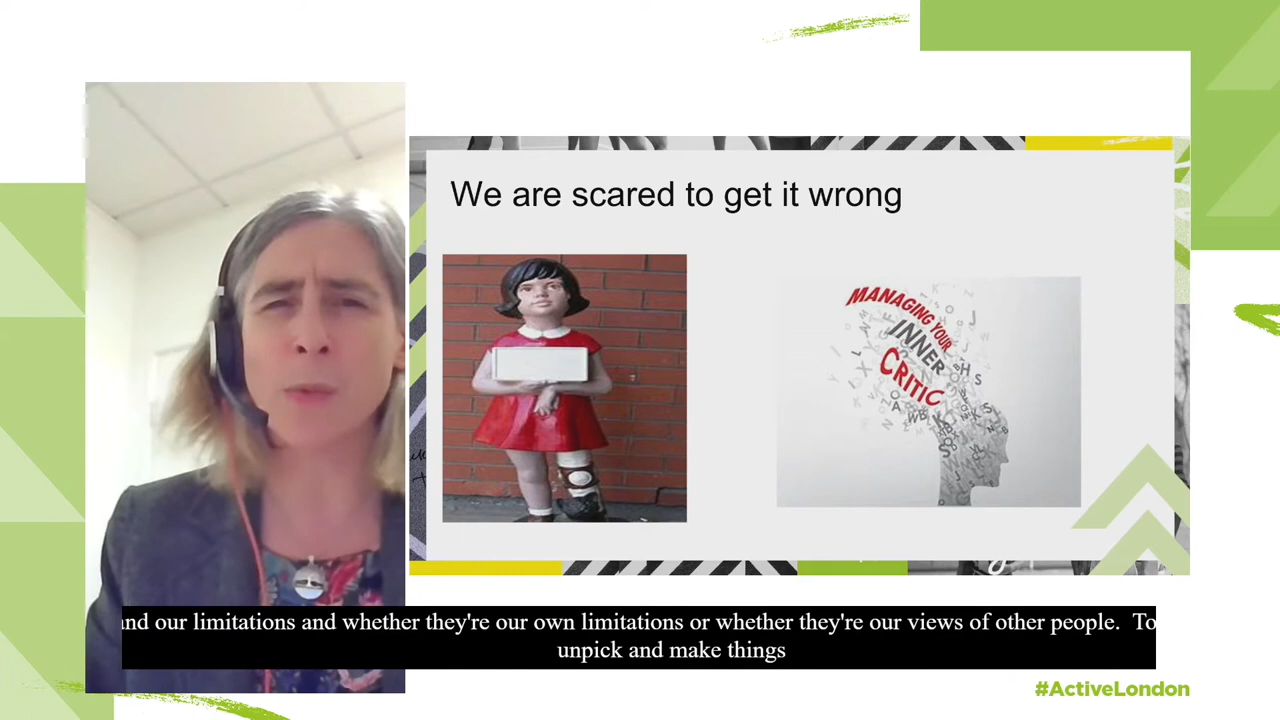 We are scared to get it wrong
MANAGING YOUR
INNER
CRITIC
and our limitations and whether they're our own limitations or whether they're our views of other people. To
unpick and make things
#ActiveLondon